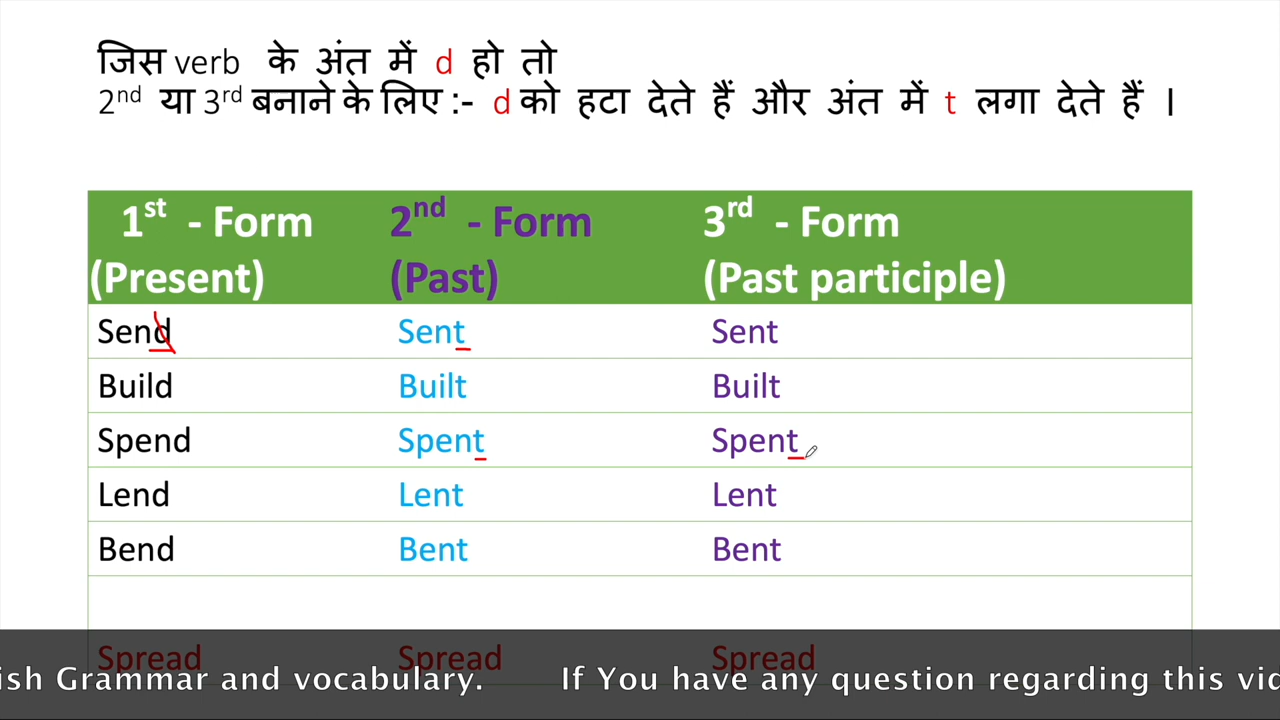 जिस verb के अंत में d हो तो
2nd या 3rd बनाने के लिए :- d को हटा देते हैं और अंत में t लगा देते हैं ।
1st - Form 2nd - Form 3rd - Form
(Present) (Past) (Past participle)
Send Sent Sent
Build Built Built
Spend Spent Spent
Lend Lent Lent
Bend Bent Bent
Spread Spread Spread
ish Grammar and vocabulary. If You have any question regarding this vid